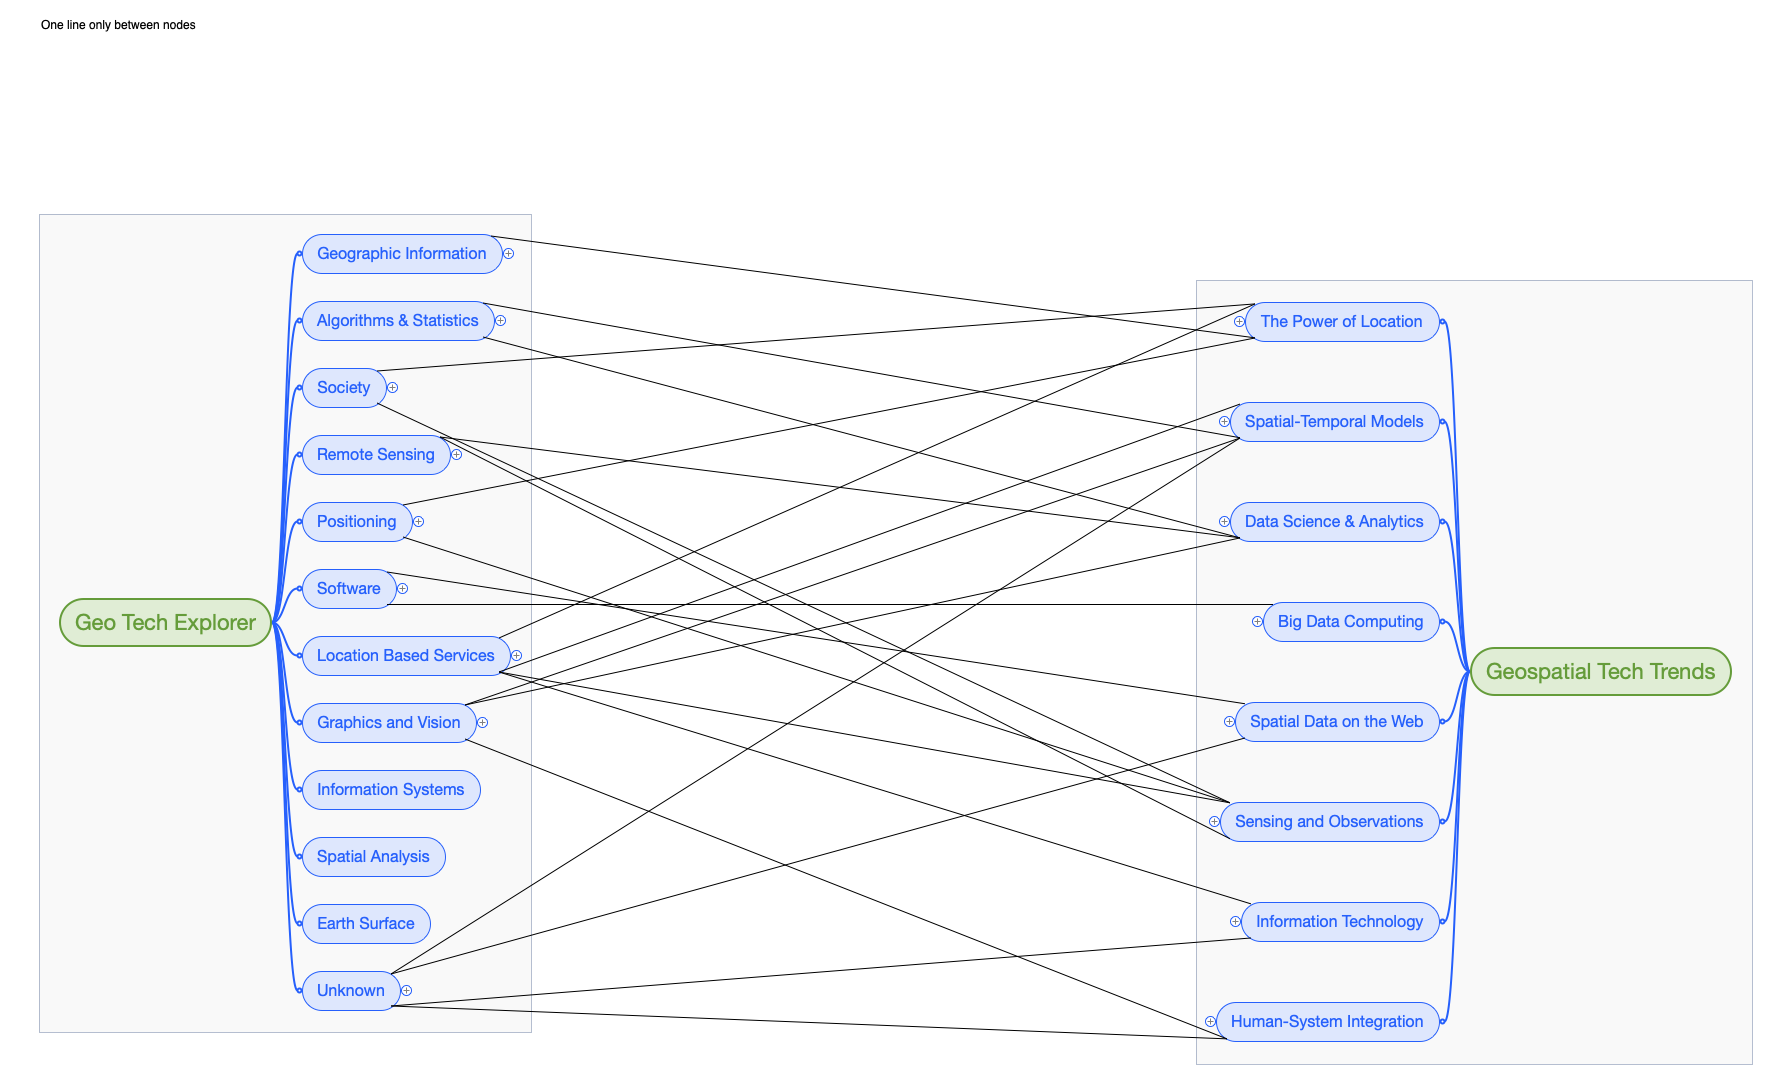 One line only between nodes
Geo Tech Explorer
Geographic Information
Algorithms & Statistics
Society
Remote Sensing
Positioning
Software
Location Based Services
Graphics and Vision
Information Systems
Spatial Analysis
Earth Surface
Unknown
The Power of Location
Spatial-Temporal Models
Data Science & Analytics
Big Data Computing
Spatial Data on the Web
Sensing and Observations
Information Technology
Human-System Integration
Geospatial Tech Trends